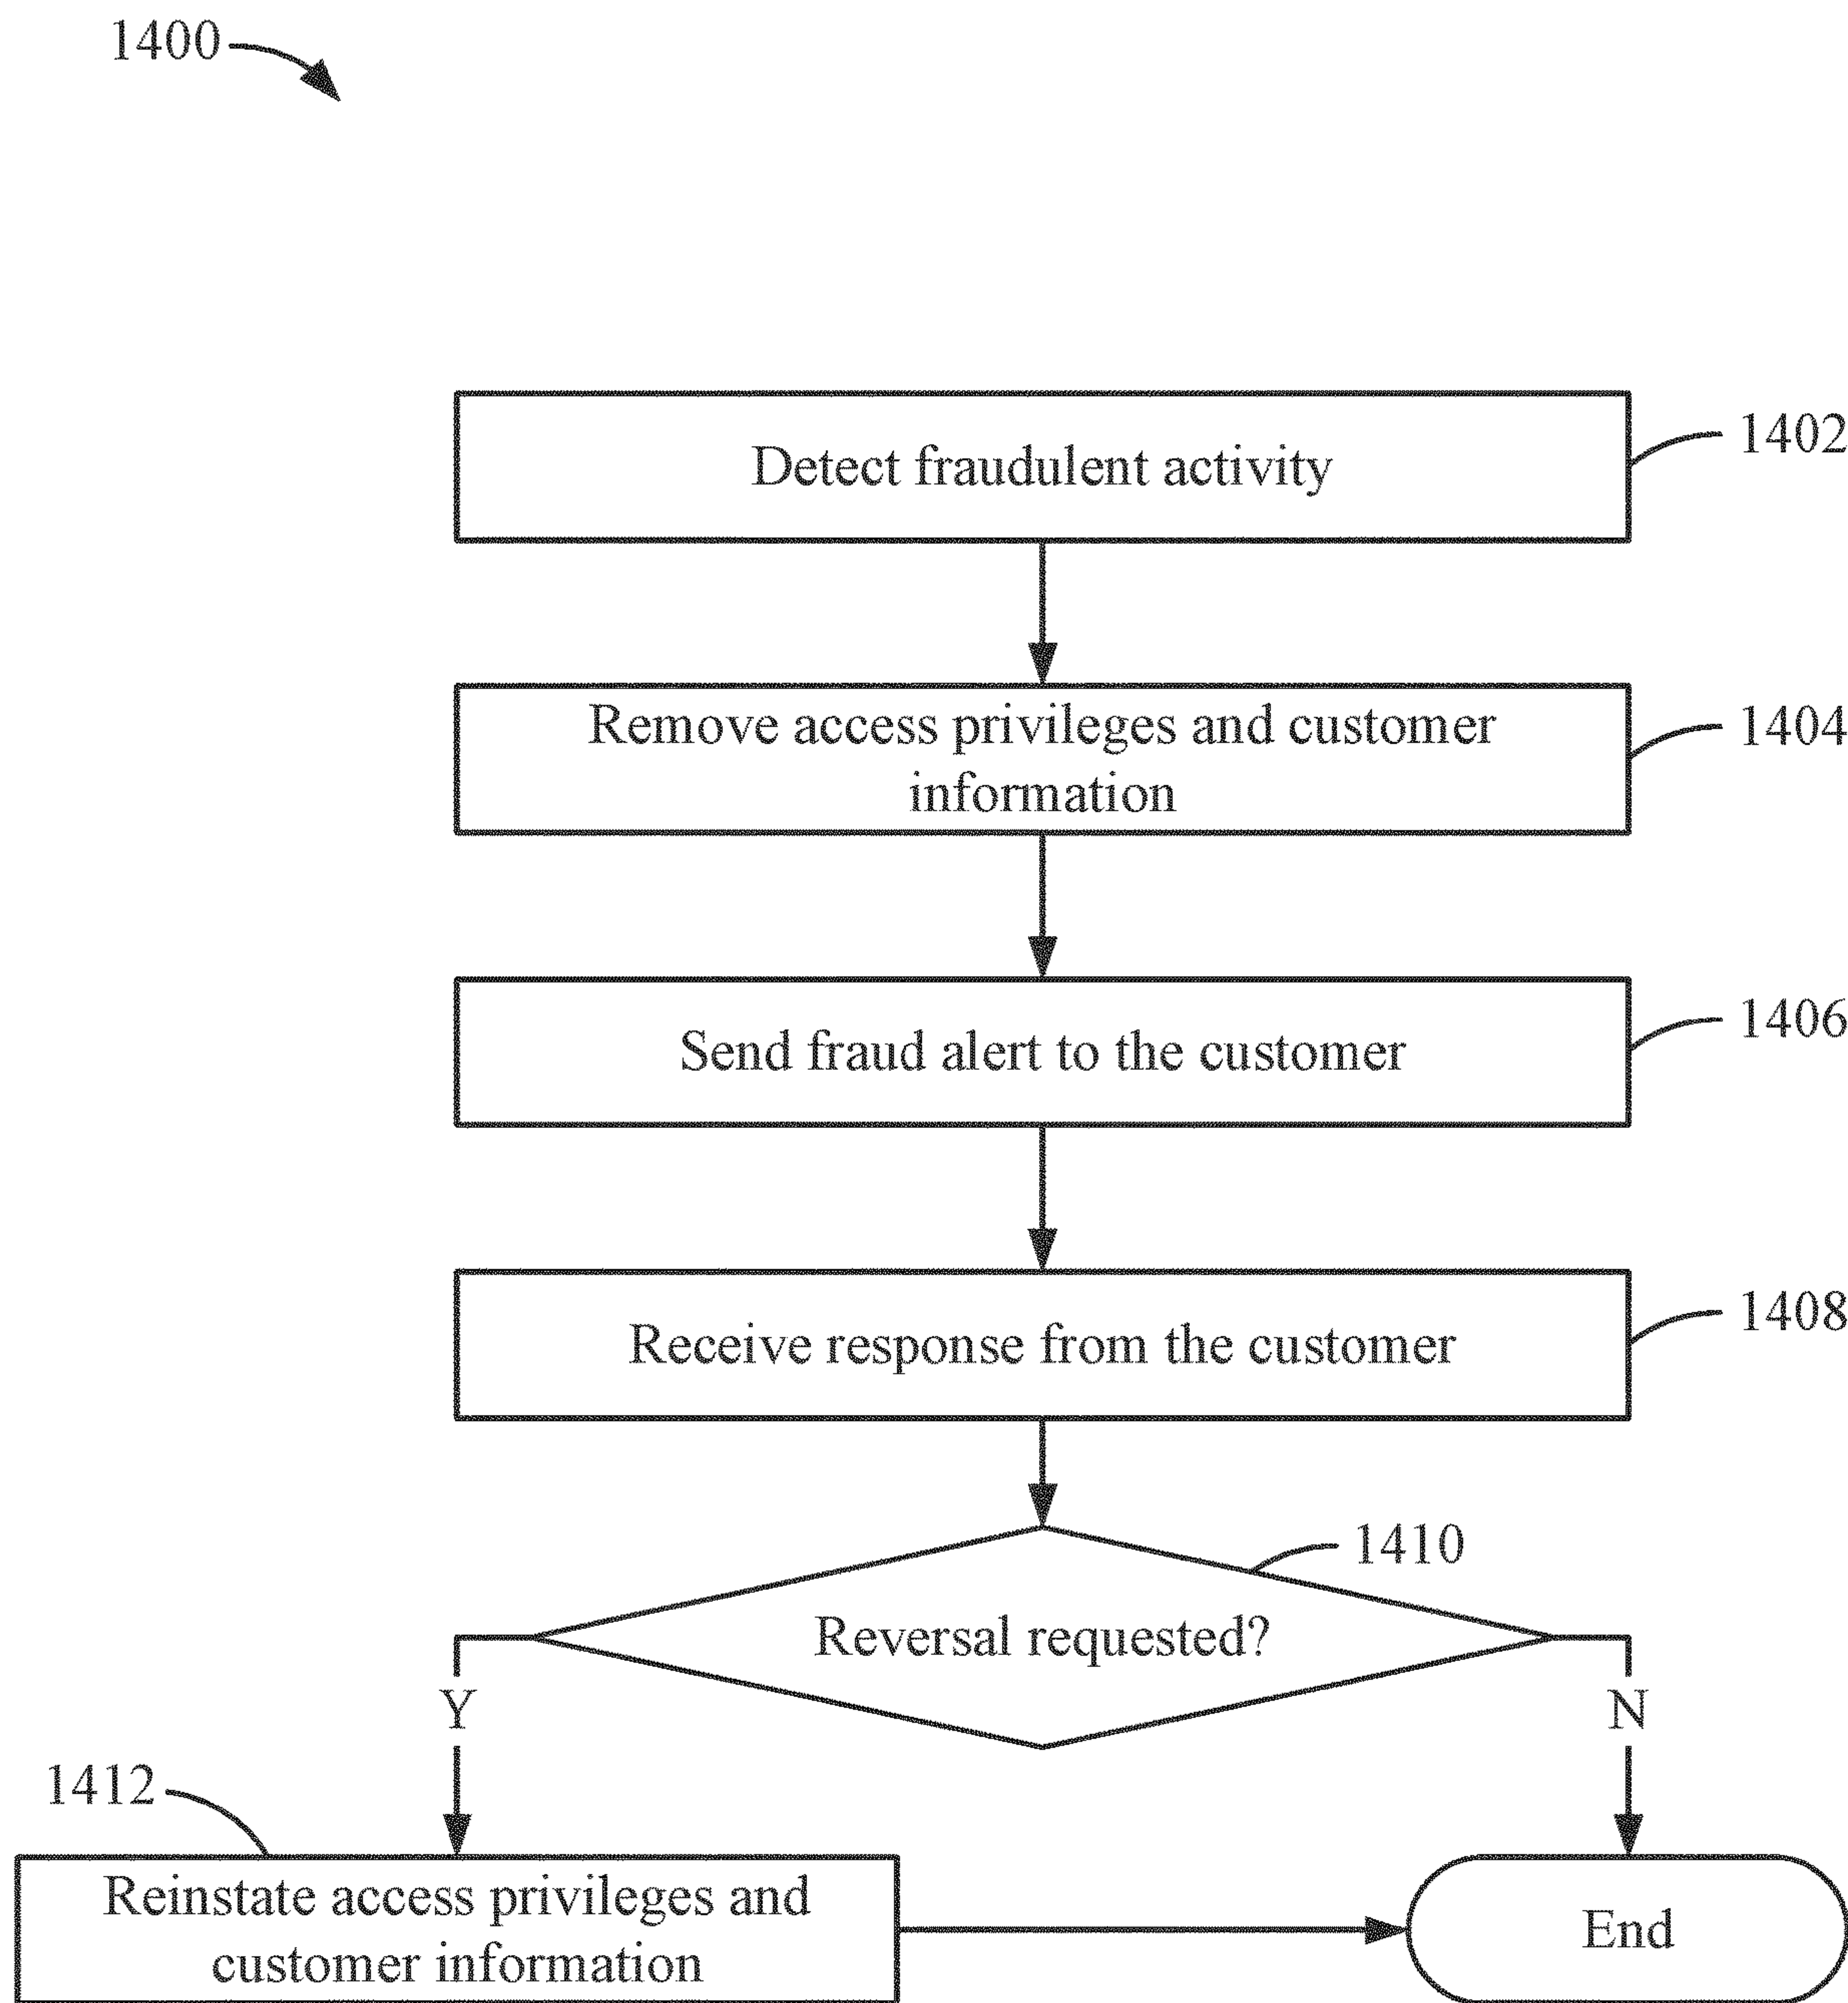 1400
Detect fraudulent activity
1402
Remove access privileges and customer
information
1404
Send fraud alert to the customer
1406
Receive response from the customer
1408
1410
Reversal requested?
Y
N
1412
Reinstate access privileges and
customer information
End